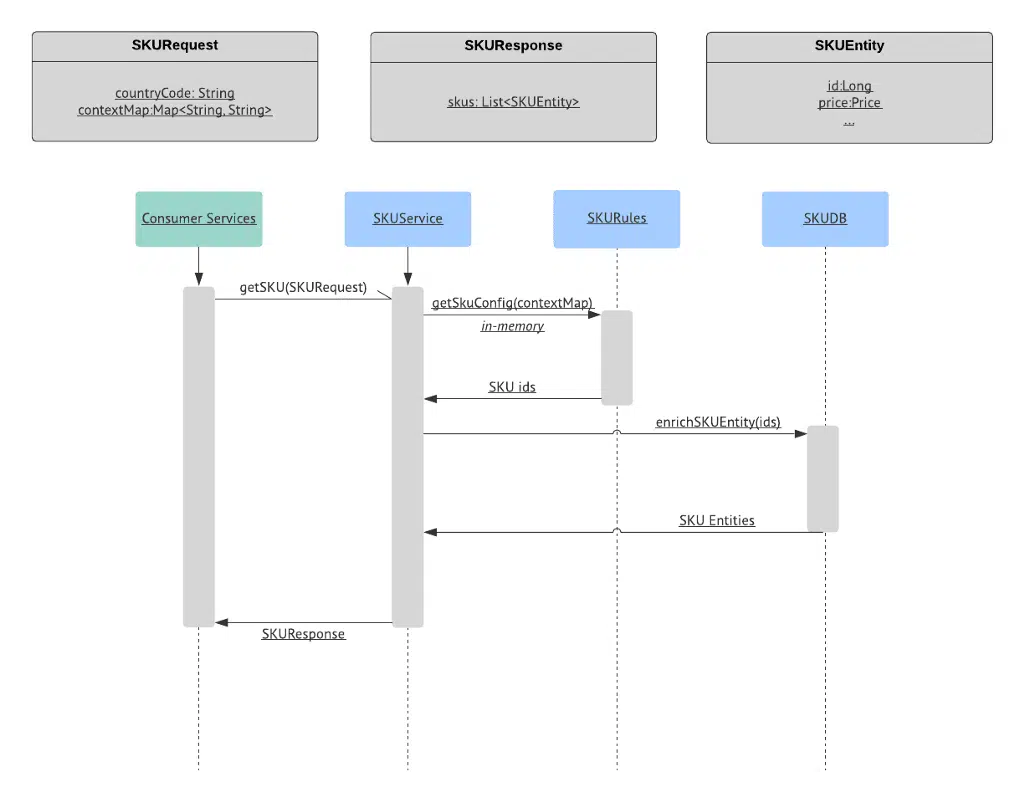 SKURequest
countryCode: String
contextMap:Map<String, String>
SKUResponse
skus: List<SKUEntity>
SKUEntity
id:Long
price:Price
...
Consumer Services
SKUService
SKURules
SKUDB
getSKU(SKURequest)
getSkuConfig(contextMap)
in-memory
SKU ids
enrichSKUEntity(ids)
SKU Entities
SKUResponse